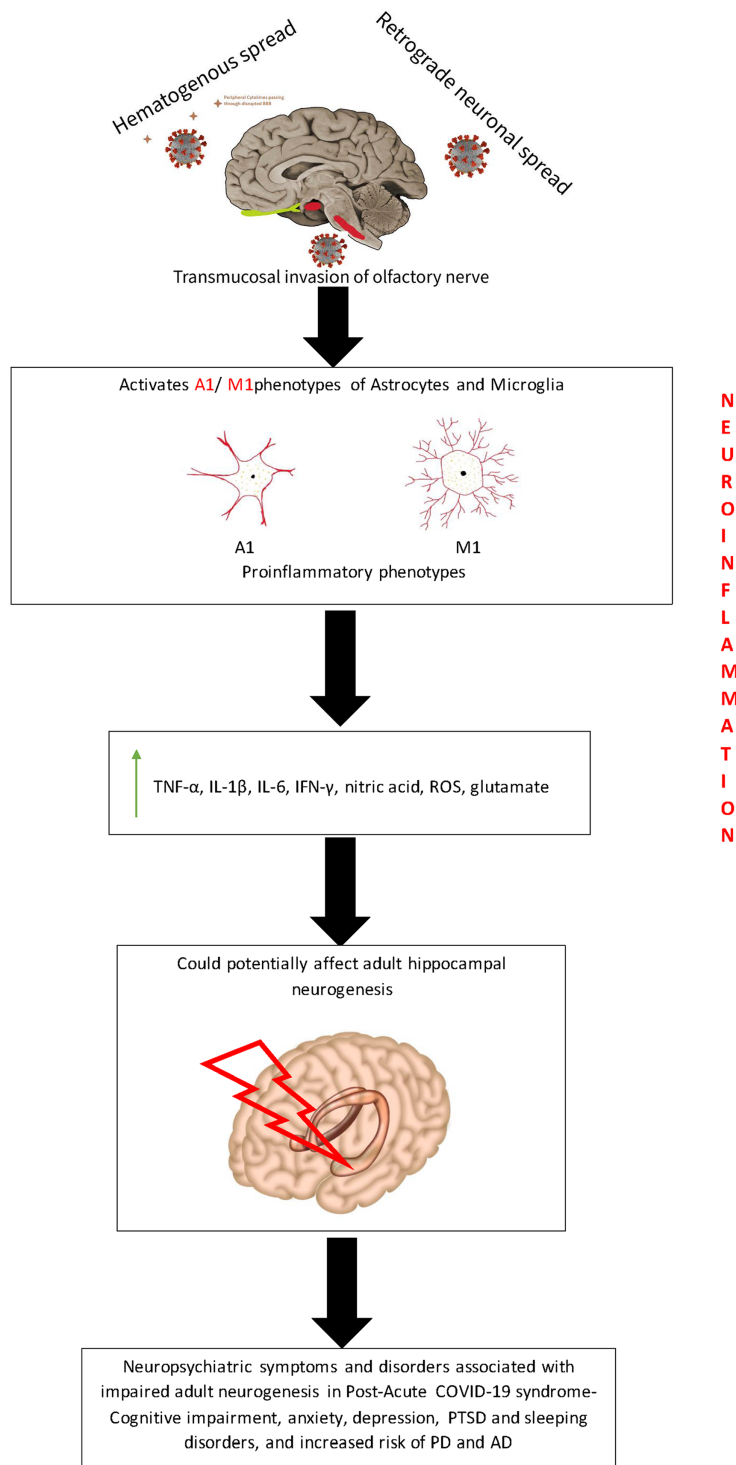 Hematogenous spread
Retrograde neuronal spread
Peripheral Cytokines passing
through disrupted BBB
Transmucosal invasion of olfactory nerve
Activates A1/ M1phenotypes of Astrocytes and Microglia
A1
M1
Proinflammatory phenotypes
NEUROINFLAMMATION
TNF-α, IL-1β, IL-6, IFN-γ, nitric acid, ROS, glutamate
Could potentially affect adult hippocampal
neurogenesis
Neuropsychiatric symptoms and disorders associated with
impaired adult neurogenesis in Post-Acute COVID-19 syndrome-
Cognitive impairment, anxiety, depression, PTSD and sleeping
disorders, and increased risk of PD and AD